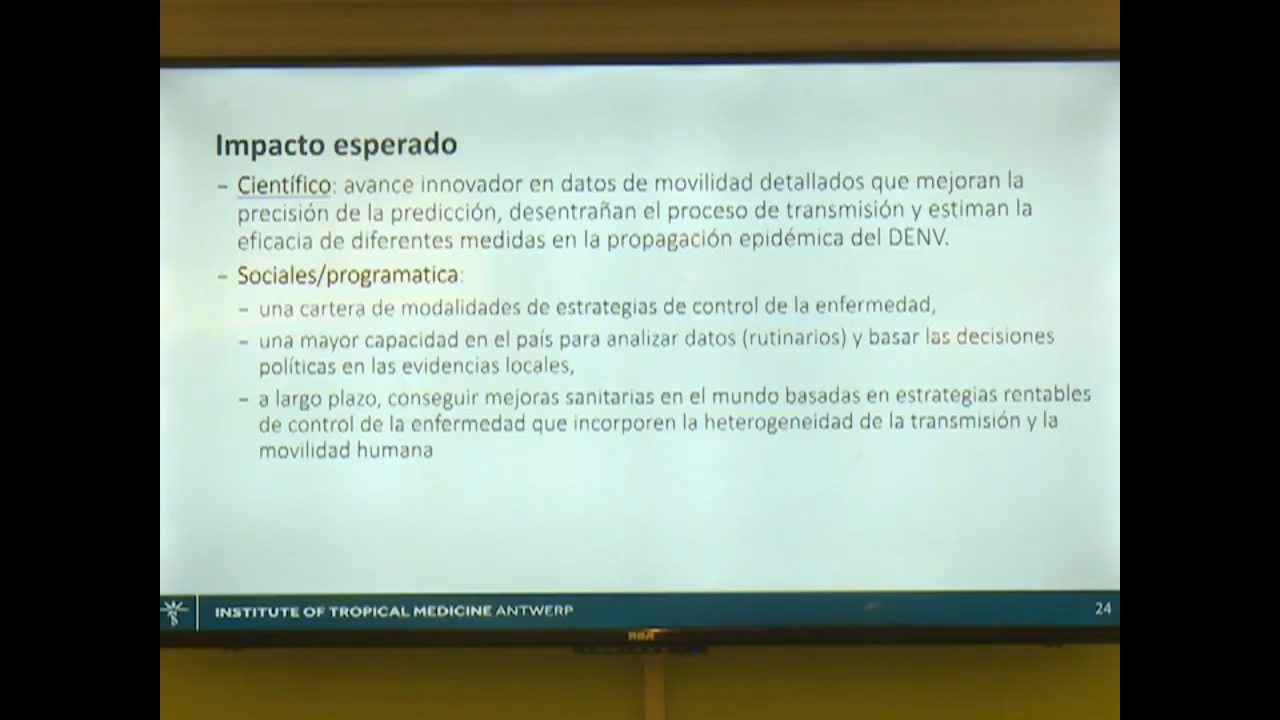 Impacto esperado
– Científico: avance innovador en datos de movilidad detallados que mejoran la
precisión de la predicción, desentrañan el proceso de transmisión y estiman la
eficacia de diferentes medidas en la propagación epidémica del DENV.
– Sociales/programatica:
– una cartera de modalidades de estrategias de control de la enfermedad,
– una mayor capacidad en el país para analizar datos (rutinarios) y basar las decisiones
políticas en las evidencias locales,
– a largo plazo, conseguir mejoras sanitarias en el mundo basadas en estrategias rentables
de control de la enfermedad que incorporen la heterogeneidad de la transmisión y la
movilidad humana
INSTITUTE OF TROPICAL MEDICINE ANTWERP
24
RCA